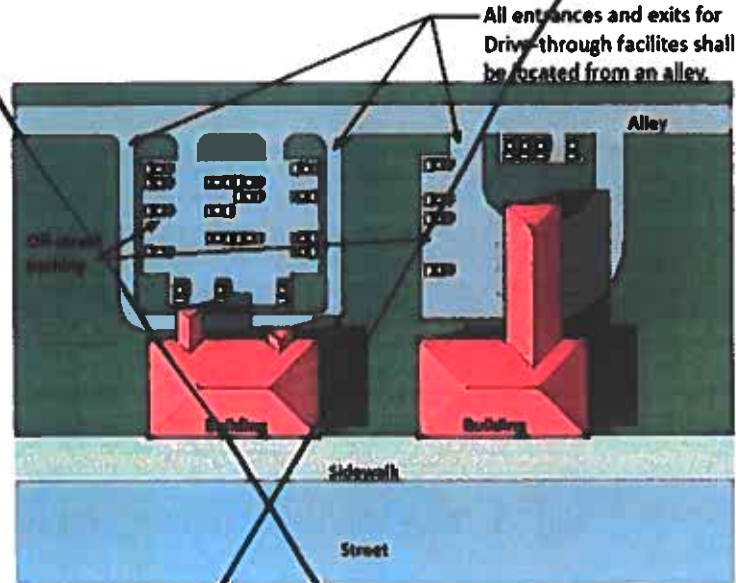 All entrances and exits for
Drive-through facilites shall
be located from an alley.
Alley
Off-street
parking
Building
Building
Sidewalk
Street